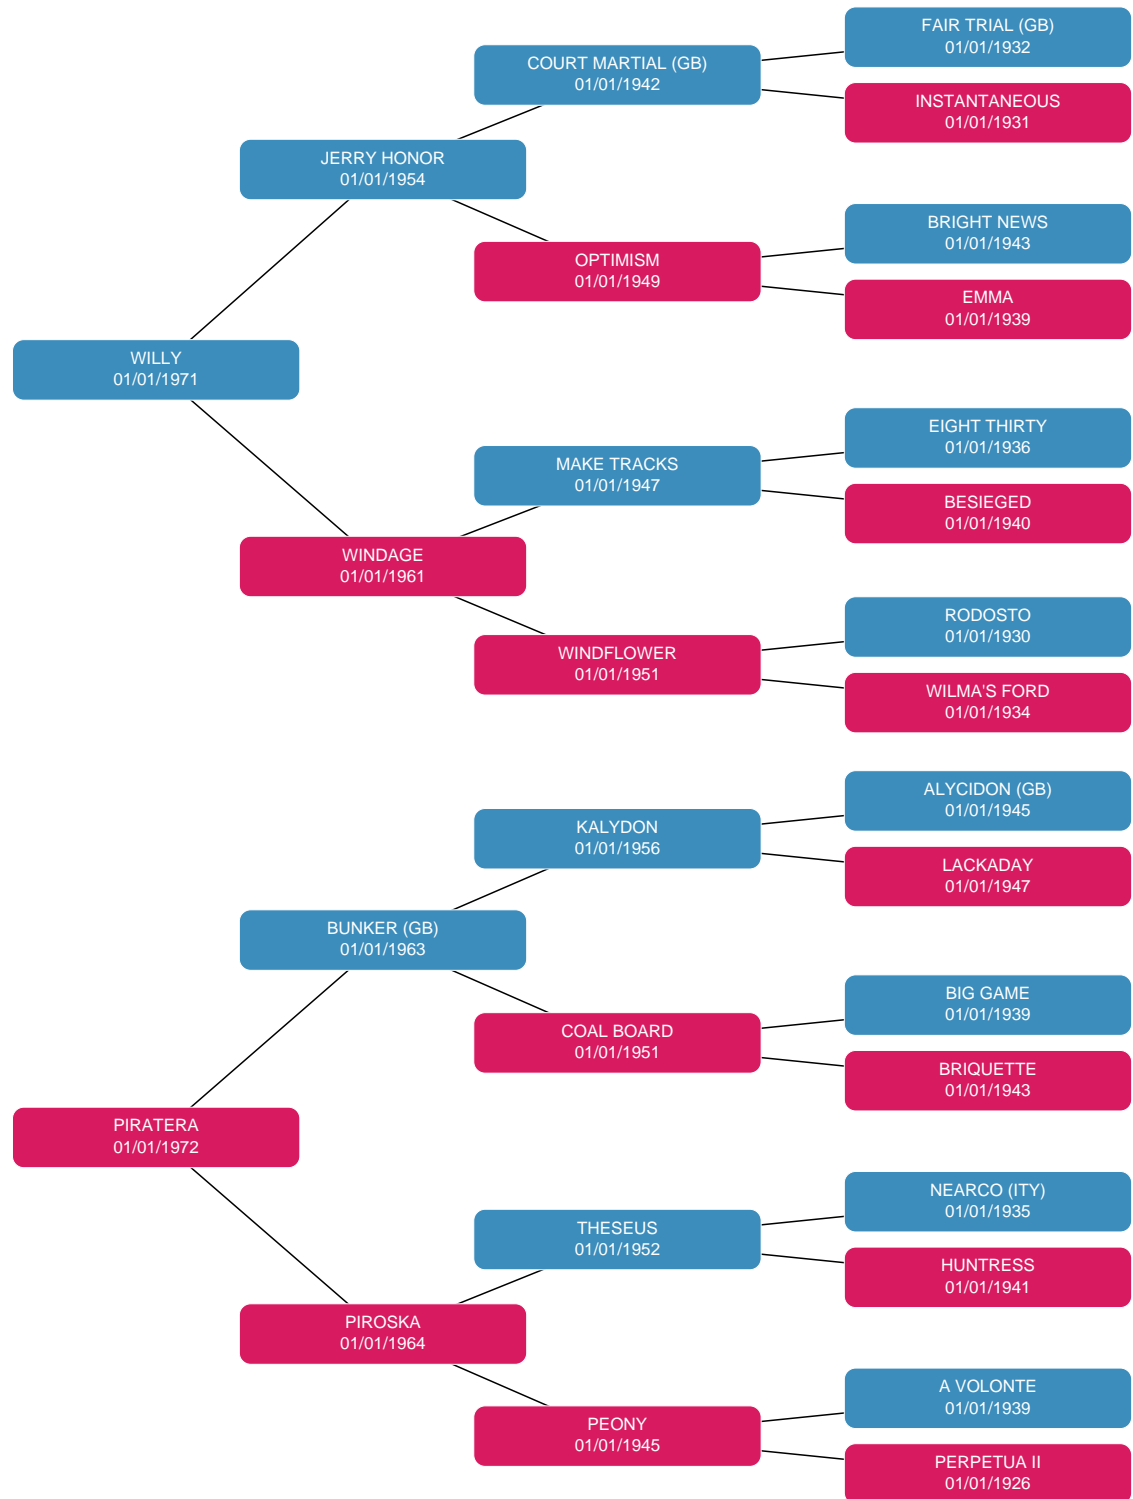 FAIR TRIAL (GB)
01/01/1932
COURT MARTIAL (GB)
01/01/1942
INSTANTANEOUS
01/01/1931
JERRY HONOR
01/01/1954
BRIGHT NEWS
01/01/1943
OPTIMISM
01/01/1949
EMMA
01/01/1939
WILLY
01/01/1971
EIGHT THIRTY
01/01/1936
MAKE TRACKS
01/01/1947
BESIEGED
01/01/1940
WINDAGE
01/01/1961
RODOSTO
01/01/1930
WINDFLOWER
01/01/1951
WILMA'S FORD
01/01/1934
ALYCIDON (GB)
01/01/1945
KALYDON
01/01/1956
LACKADAY
01/01/1947
BUNKER (GB)
01/01/1963
BIG GAME
01/01/1939
COAL BOARD
01/01/1951
BRIQUETTE
01/01/1943
PIRATERA
01/01/1972
NEARCO (ITY)
01/01/1935
THESEUS
01/01/1952
HUNTRESS
01/01/1941
PIROSKA
01/01/1964
A VOLONTE
01/01/1939
PEONY
01/01/1945
PERPETUA II
01/01/1926